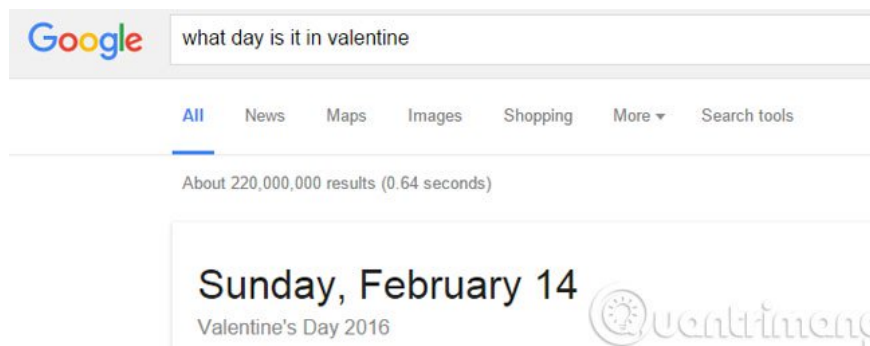 Google what day is it in valentine
All News Maps Images Shopping More Search tools
About 220,000,000 results (0.64 seconds)
Sunday, February 14
Valentine's Day 2016
Quantrimang